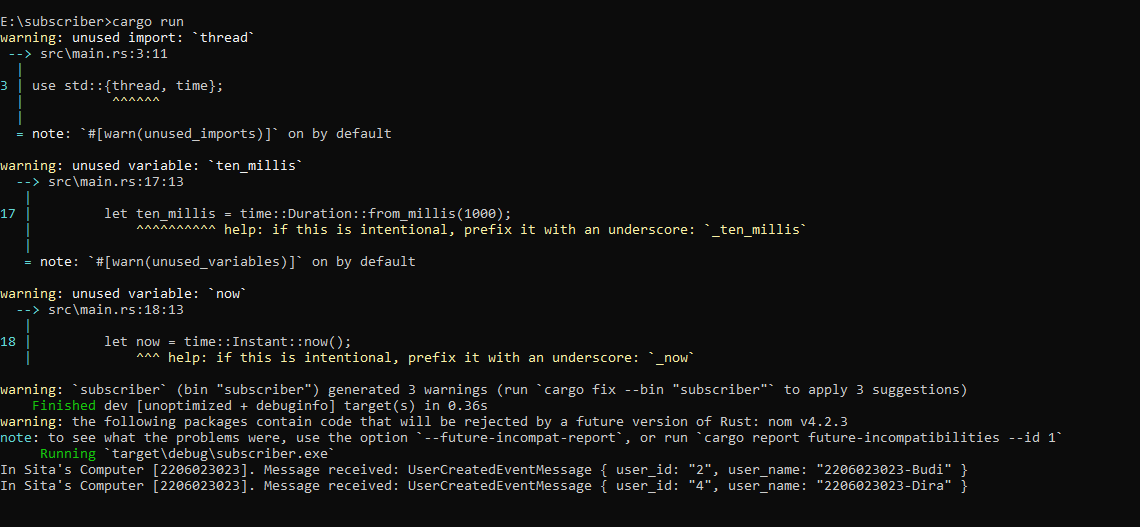 E:\subscriber>cargo run
warning: unused import: `thread`
 --> src\main.rs:3:11
  |
3 | use std::{thread, time};
  |           ^^^^^^
  |
  = note: `#[warn(unused_imports)]` on by default

warning: unused variable: `ten_millis`
  --> src\main.rs:17:13
   |
17 |         let ten_millis = time::Duration::from_millis(1000);
   |             ^^^^^^^^^^ help: if this is intentional, prefix it with an underscore: `_ten_millis`
   |
   = note: `#[warn(unused_variables)]` on by default

warning: unused variable: `now`
  --> src\main.rs:18:13
   |
18 |         let now = time::Instant::now();
   |             ^^^ help: if this is intentional, prefix it with an underscore: `_now`

warning: `subscriber` (bin "subscriber") generated 3 warnings (run `cargo fix --bin "subscriber"` to apply 3 suggestions)
    Finished dev [unoptimized + debuginfo] target(s) in 0.36s
warning: the following packages contain code that will be rejected by a future version of Rust: nom v4.2.3
note: to see what the problems were, use the option `--future-incompat-report`, or run `cargo report future-incompatibilities --id 1`
     Running `target\debug\subscriber.exe`
In Sita's Computer [2206023023]. Message received: UserCreatedEventMessage { user_id: "2", user_name: "2206023023-Budi" }
In Sita's Computer [2206023023]. Message received: UserCreatedEventMessage { user_id: "4", user_name: "2206023023-Dira" }